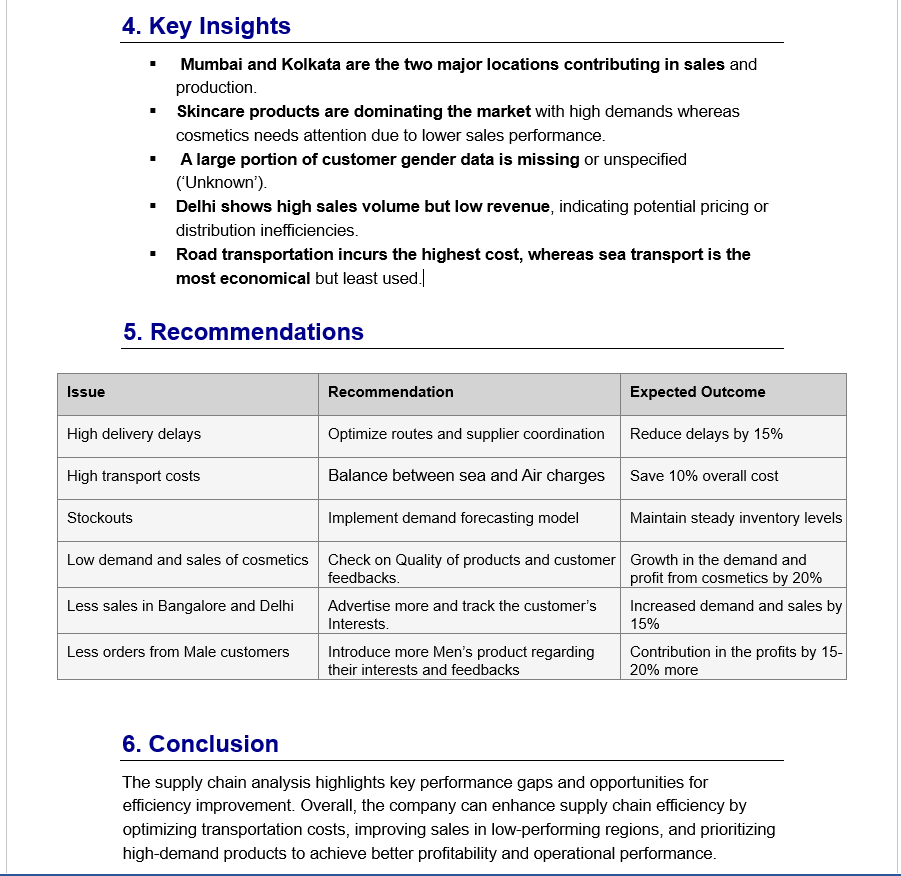 4. Key Insights
▪ Mumbai and Kolkata are the two major locations contributing in sales and
production.
▪ Skincare products are dominating the market with high demands whereas
cosmetics needs attention due to lower sales performance.
▪ A large portion of customer gender data is missing or unspecified
(‘Unknown’).
▪ Delhi shows high sales volume but low revenue, indicating potential pricing or
distribution inefficiencies.
▪ Road transportation incurs the highest cost, whereas sea transport is the
most economical but least used.
5. Recommendations
Issue Recommendation Expected Outcome
High delivery delays Optimize routes and supplier coordination Reduce delays by 15%
High transport costs Balance between sea and Air charges Save 10% overall cost
Stockouts Implement demand forecasting model Maintain steady inventory levels
Low demand and sales of cosmetics Check on Quality of products and customer Growth in the demand and
feedbacks. profit from cosmetics by 20%
Less sales in Bangalore and Delhi Advertise more and track the customer’s Increased demand and sales by
Interests. 15%
Less orders from Male customers Introduce more Men’s product regarding Contribution in the profits by 15-
their interests and feedbacks 20% more
6. Conclusion
The supply chain analysis highlights key performance gaps and opportunities for
efficiency improvement. Overall, the company can enhance supply chain efficiency by
optimizing transportation costs, improving sales in low-performing regions, and prioritizing
high-demand products to achieve better profitability and operational performance.